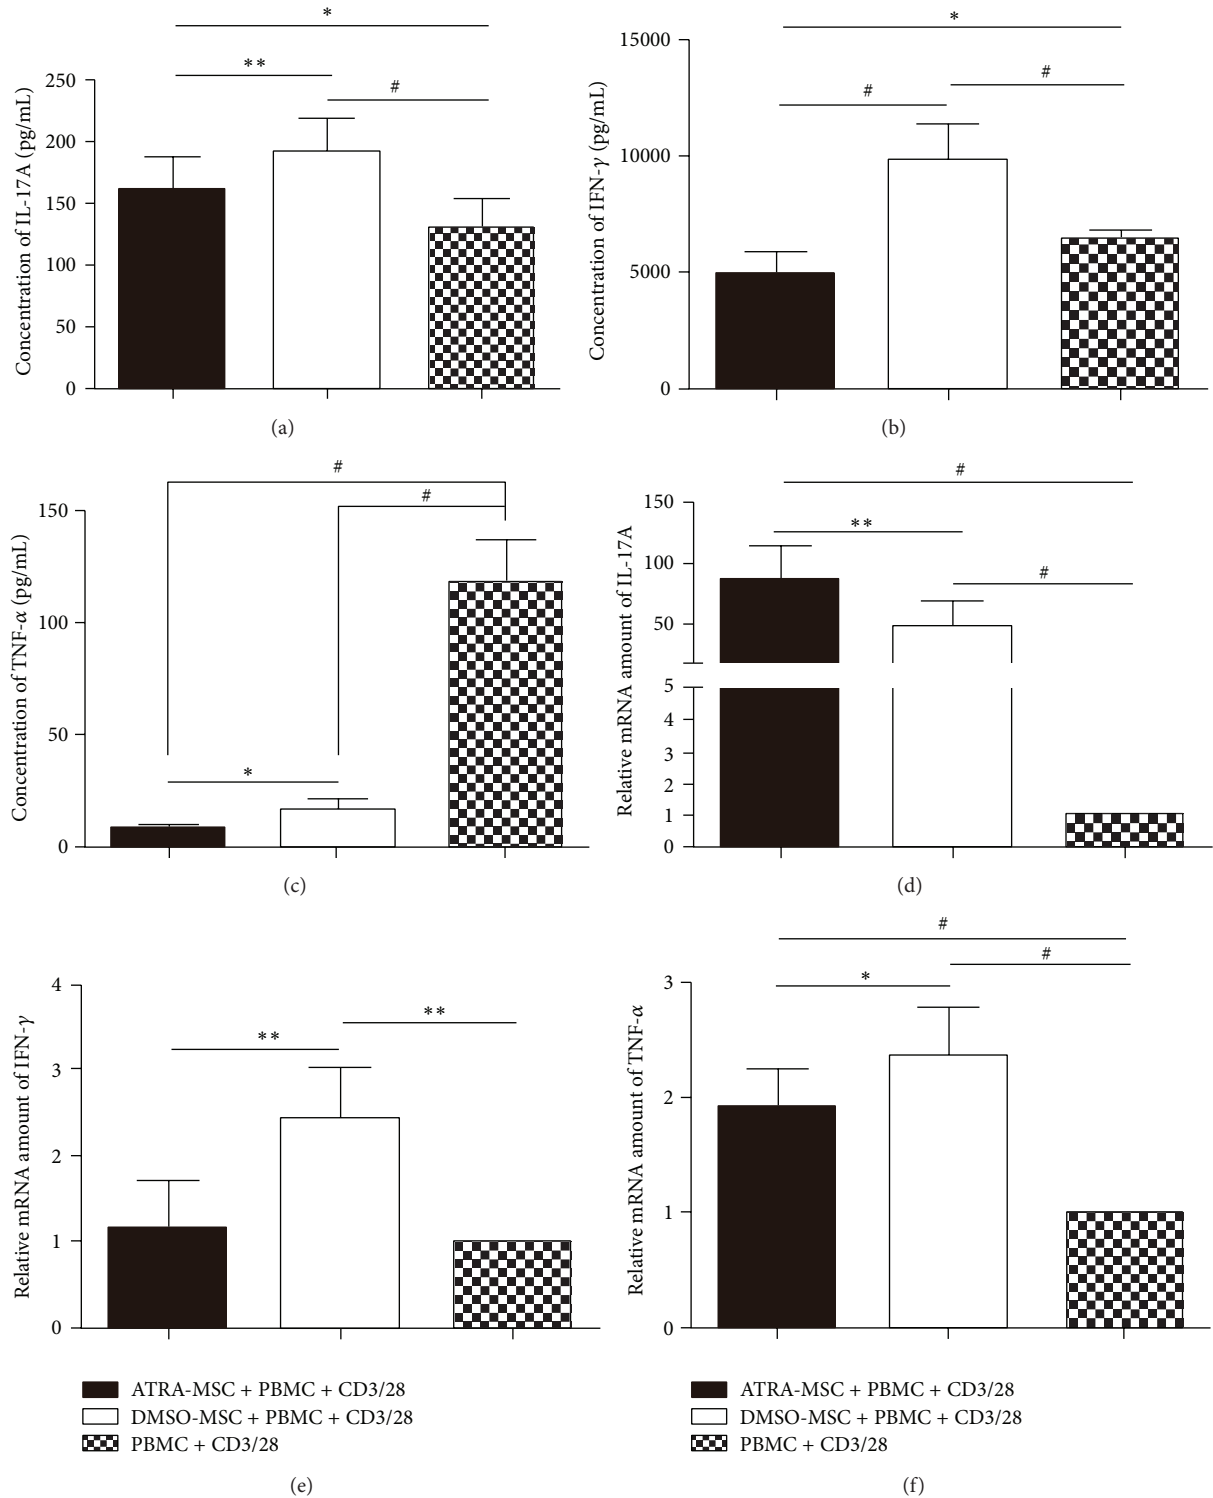 *
**
#
250
200
150
100
50
0
Concentration of IL-17A (pg/mL)
(a)
*
#
#
15000
10000
5000
0
Concentration of IFN-γ (pg/mL)
(b)
#
#
*
150
100
50
0
Concentration of TNF-α (pg/mL)
(c)
#
**
#
150
100
50
5
4
3
2
1
0
Relative mRNA amount of IL-17A
(d)
**
**
4
3
2
1
0
Relative mRNA amount of IFN-γ
ATRA-MSC + PBMC + CD3/28
DMSO-MSC + PBMC + CD3/28
PBMC + CD3/28
(e)
#
#
*
3
2
1
0
Relative mRNA amount of TNF-α
ATRA-MSC + PBMC + CD3/28
DMSO-MSC + PBMC + CD3/28
PBMC + CD3/28
(f)